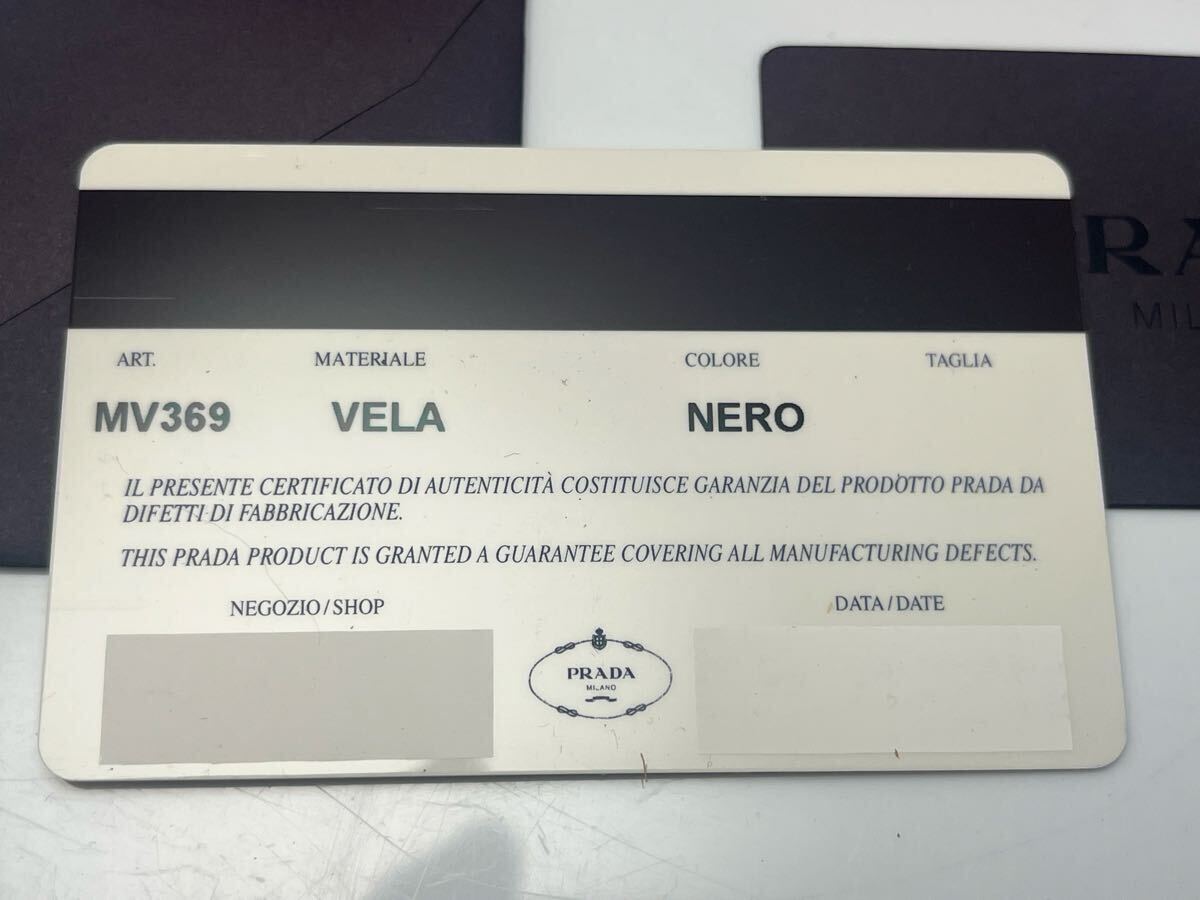 ART. MATERIALE COLORE TAGLIA
MV369 VELA NERO
IL PRESENTE CERTIFICATO DI AUTENTICITÀ COSTITUISCE GARANZIA DEL PRODOTTO PRADA DA
DIFETTI DI FABBRICAZIONE.
THIS PRADA PRODUCT IS GRANTED A GUARANTEE COVERING ALL MANUFACTURING DEFECTS.
NEGOZIO/SHOP DATA/DATE
PRADA
MILANO
RA
MIL